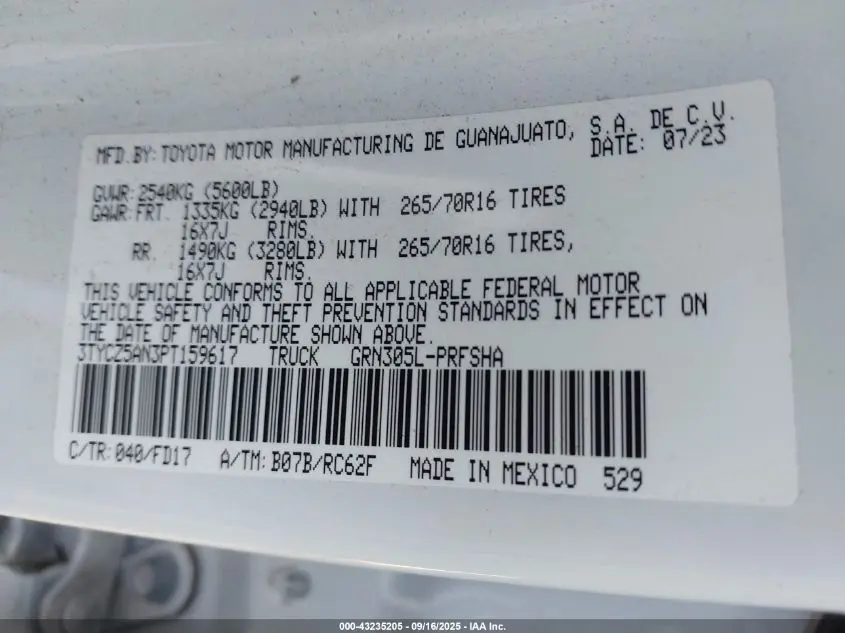 MFD.BY: TOYOTA MOTOR MANUFACTURING DE GUANAJUATO, S.A. DE C.V.
DATE: 07/23
GVWR: 2540KG (5600LB)
GAWR: FRT. 1335KG (2940LB) WITH 265/70R16 TIRES
16X7J RIMS.
RR. 1490KG (3280LB) WITH 265/70R16 TIRES,
16X7J RIMS.
THIS VEHICLE CONFORMS TO ALL APPLICABLE FEDERAL MOTOR
VEHICLE SAFETY AND THEFT PREVENTION STANDARDS IN EFFECT ON
THE DATE OF MANUFACTURE SHOWN ABOVE.
3TYCZ5AN3PT159617 TRUCK GRN305L-PRFSHA
C/TR: 040/FD17 A/TM: B07B/RC62F MADE IN MEXICO 529
000-43235205 - 09/16/2025 - IAA Inc.